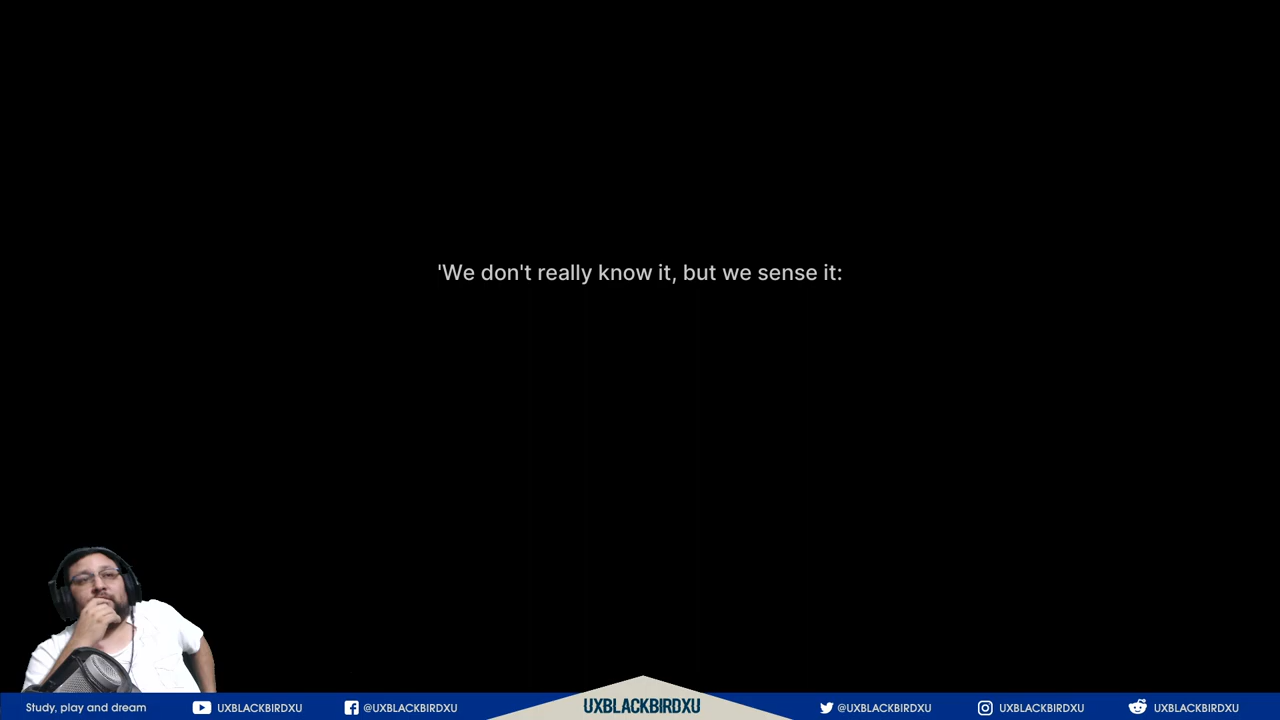 'We don't really know it, but we sense it:
Study, play and dream
UXBLACKBIRDXU
@UXBLACKBIRDXU
UXBLACKBIRDXU
@UXBLACKBIRDXU
UXBLACKBIRDXU
UXBLACKBIRDXU